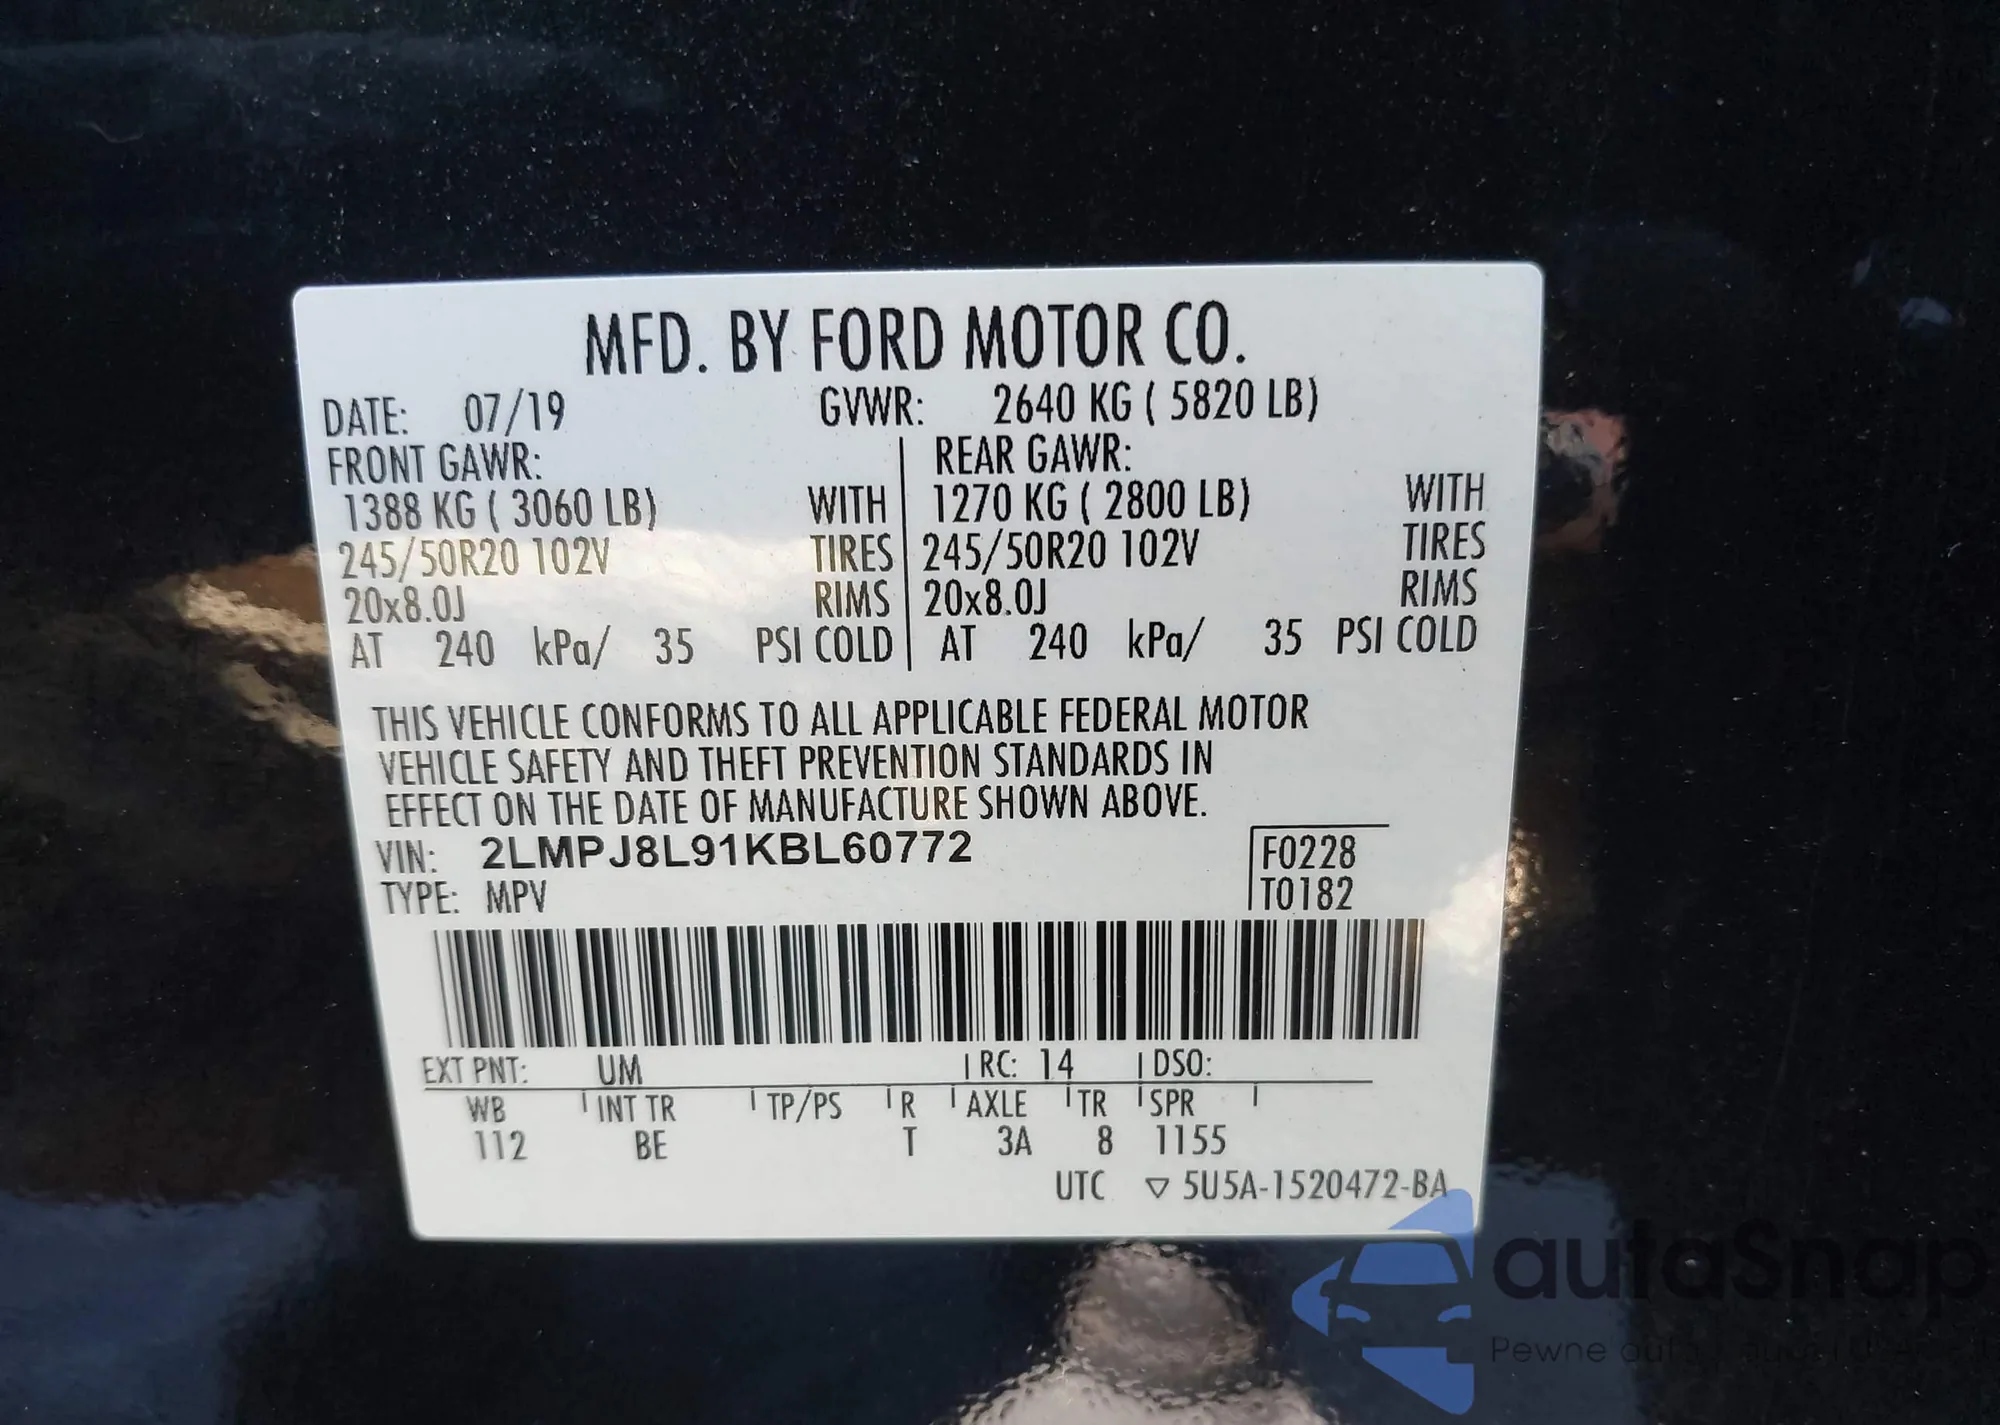 MFD. BY FORD MOTOR CO.
DATE: 07/19 GVWR: 2640 KG ( 5820 LB)
FRONT GAWR: REAR GAWR:
1388 KG ( 3060 LB) WITH 1270 KG ( 2800 LB) WITH
245/50R20 102V TIRES 245/50R20 102V TIRES
20x8.0J RIMS 20x8.0J RIMS
AT 240 kPa/ 35 PSI COLD AT 240 kPa/ 35 PSI COLD
THIS VEHICLE CONFORMS TO ALL APPLICABLE FEDERAL MOTOR
VEHICLE SAFETY AND THEFT PREVENTION STANDARDS IN
EFFECT ON THE DATE OF MANUFACTURE SHOWN ABOVE.
VIN: 2LMPJ8L91KBL60772 F0228
TYPE: MPV T0182
EXT PNT: UM RC: 14 DSO:
WB INT TR TP/PS R AXLE TR SPR
112 BE T 3A 8 1155
UTC ▽ 5U5A-1520472-BA
autaSnap
Pewne auta